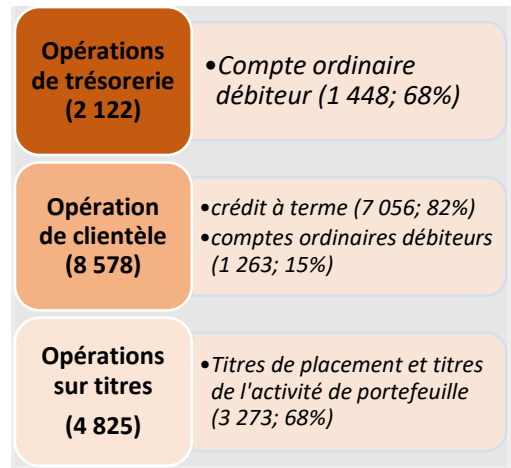 Opérations
de trésorerie
(2 122)
•Compte ordinaire
débiteur (1 448; 68%)
Opération
de clientèle
(8 578)
•crédit à terme (7 056; 82%)
•comptes ordinaires débiteurs
(1 263; 15%)
Opérations
sur titres
(4 825)
•Titres de placement et titres
de l'activité de portefeuille
(3 273; 68%)